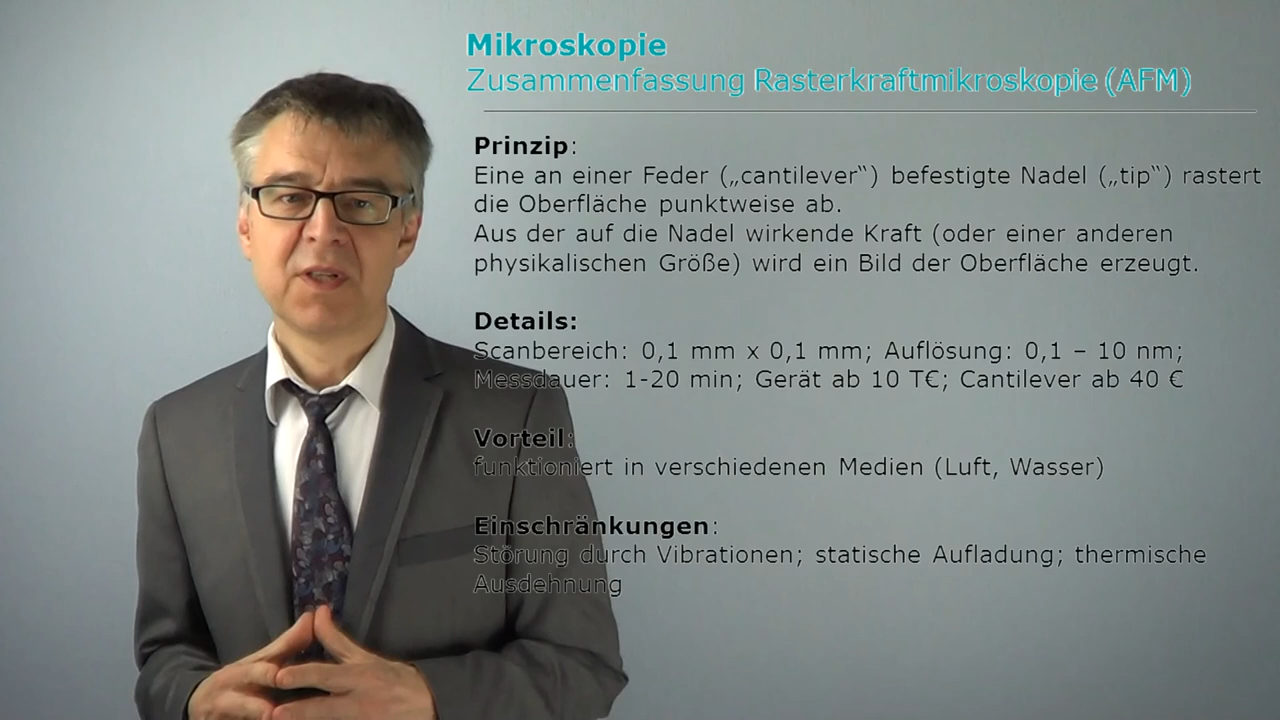 Mikroskopie
Zusammenfassung Rasterkraftmikroskopie (AFM)
Prinzip:
Eine an einer Feder („cantilever“) befestigte Nadel („tip“) rastert
die Oberfläche punktweise ab.
Aus der auf die Nadel wirkende Kraft (oder einer anderen
physikalischen Größe) wird ein Bild der Oberfläche erzeugt.
Details:
Scanbereich: 0,1 mm x 0,1 mm; Auflösung: 0,1 – 10 nm;
Messdauer: 1-20 min; Gerät ab 10 T€; Cantilever ab 40 €
Vorteil:
funktioniert in verschiedenen Medien (Luft, Wasser)
Einschränkungen:
Störung durch Vibrationen; statische Aufladung; thermische
Ausdehnung